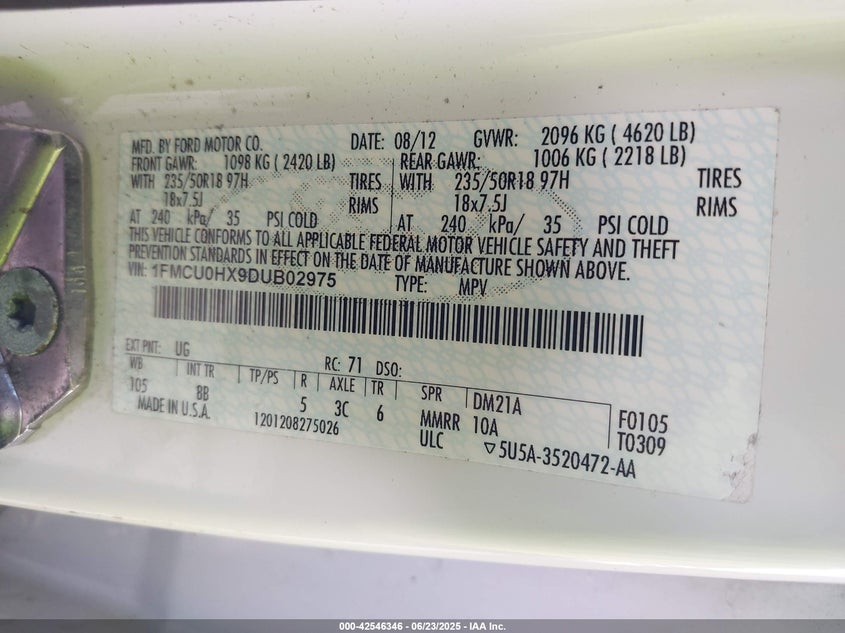 MFD. BY FORD MOTOR CO. DATE: 08/12 GVWR: 2096 KG ( 4620 LB)
FRONT GAWR: 1098 KG ( 2420 LB) REAR GAWR: 1006 KG ( 2218 LB)
WITH 235/50R18 97H TIRES WITH 235/50R18 97H TIRES
18x7.5J RIMS 18x7.5J RIMS
AT 240 kPa/ 35 PSI COLD AT 240 kPa/ 35 PSI COLD
THIS VEHICLE CONFORMS TO ALL APPLICABLE FEDERAL MOTOR VEHICLE SAFETY AND THEFT
PREVENTION STANDARDS IN EFFECT ON THE DATE OF MANUFACTURE SHOWN ABOVE.
VIN: 1FMCU0HX9DUB02975 TYPE: MPV
EXT PNT: UG RC: 71 DSO:
WB INT TR TP/PS R AXLE TR SPR DM21A F0105
105 BB 5 3C 6 MMRR 10A T0309
MADE IN U.S.A. 1201208275026 ULC ▽5U5A-3520472-AA
000-42546346 - 06/23/2025 - IAA Inc.